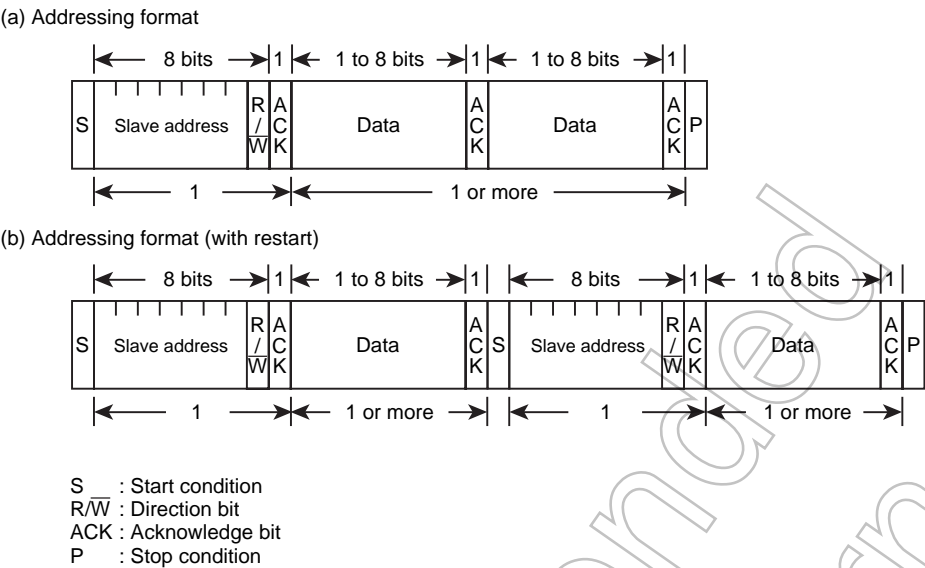 (a) Addressing format
8 bits 1 1 to 8 bits 1 1 to 8 bits 1
S Slave address R/W̅ ACK Data ACK Data ACK P
1 1 or more
(b) Addressing format (with restart)
8 bits 1 1 to 8 bits 1 8 bits 1 1 to 8 bits 1
S Slave address R/W̅ ACK Data ACK S Slave address R/W̅ ACK Data ACK P
1 1 or more 1 1 or more
S : Start condition
R/W̅ : Direction bit
ACK : Acknowledge bit
P : Stop condition